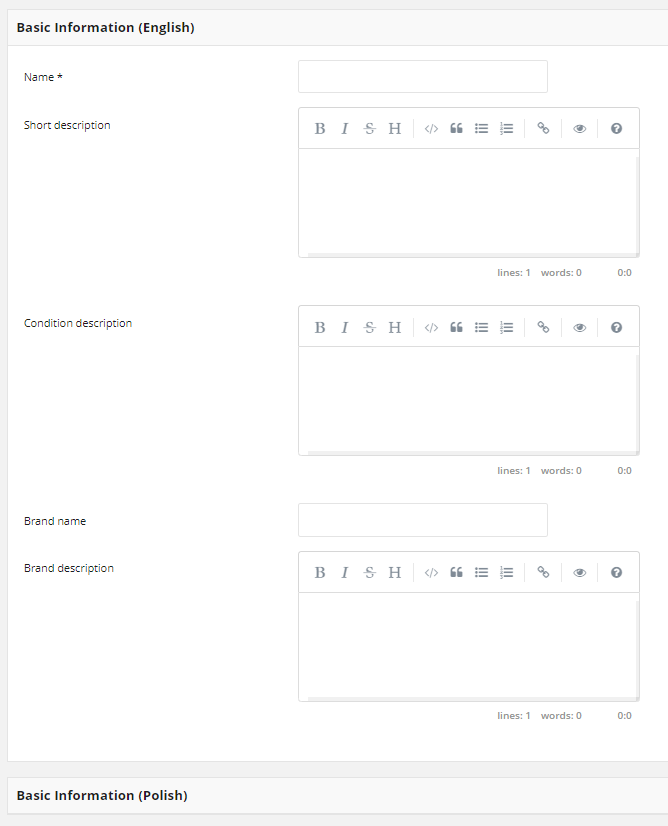 Basic Information (English)
Name *
Short description
B I S H
lines: 1 words: 0 0:0
Condition description
B I S H
lines: 1 words: 0 0:0
Brand name
Brand description
B I S H
lines: 1 words: 0 0:0
Basic Information (Polish)